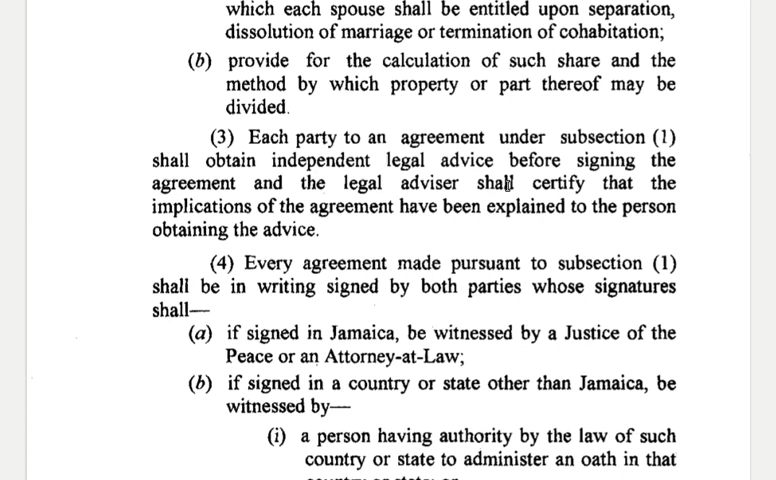 which each spouse shall be entitled upon separation,
dissolution of marriage or termination of cohabitation;
(b) provide for the calculation of such share and the
method by which property or part thereof may be
divided.
(3) Each party to an agreement under subsection (1)
shall obtain independent legal advice before signing the
agreement and the legal adviser shall certify that the
implications of the agreement have been explained to the person
obtaining the advice.
(4) Every agreement made pursuant to subsection (1)
shall be in writing signed by both parties whose signatures
shall—
(a) if signed in Jamaica, be witnessed by a Justice of the
Peace or an Attorney-at-Law;
(b) if signed in a country or state other than Jamaica, be
witnessed by—
(i) a person having authority by the law of such
country or state to administer an oath in that